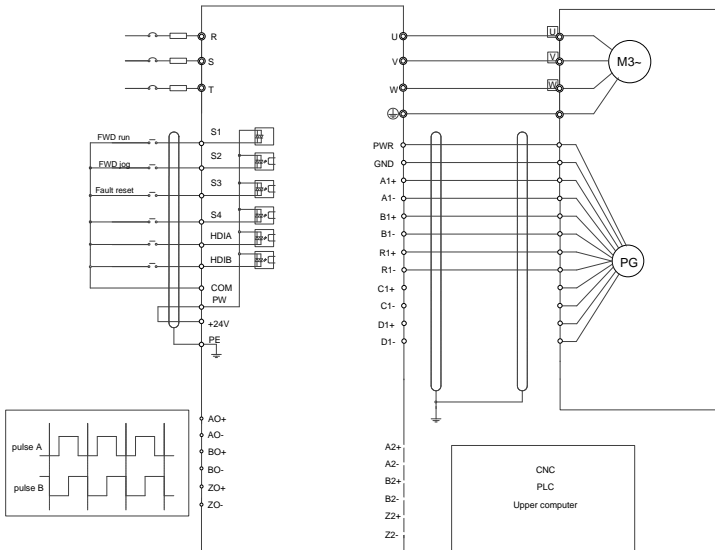 R
S
T
FWD run
S1
FWD jog
S2
Fault reset
S3
S4
HDIA
HDIB
COM
PW
+24V
PE
U
V
W
U
V
W
M3~
PWR
GND
A1+
A1-
B1+
B1-
R1+
R1-
C1+
C1-
D1+
D1-
PG
pulse A
pulse B
AO+
AO-
BO+
BO-
ZO+
ZO-
A2+
A2-
B2+
B2-
Z2+
Z2-
CNC
PLC
Upper computer